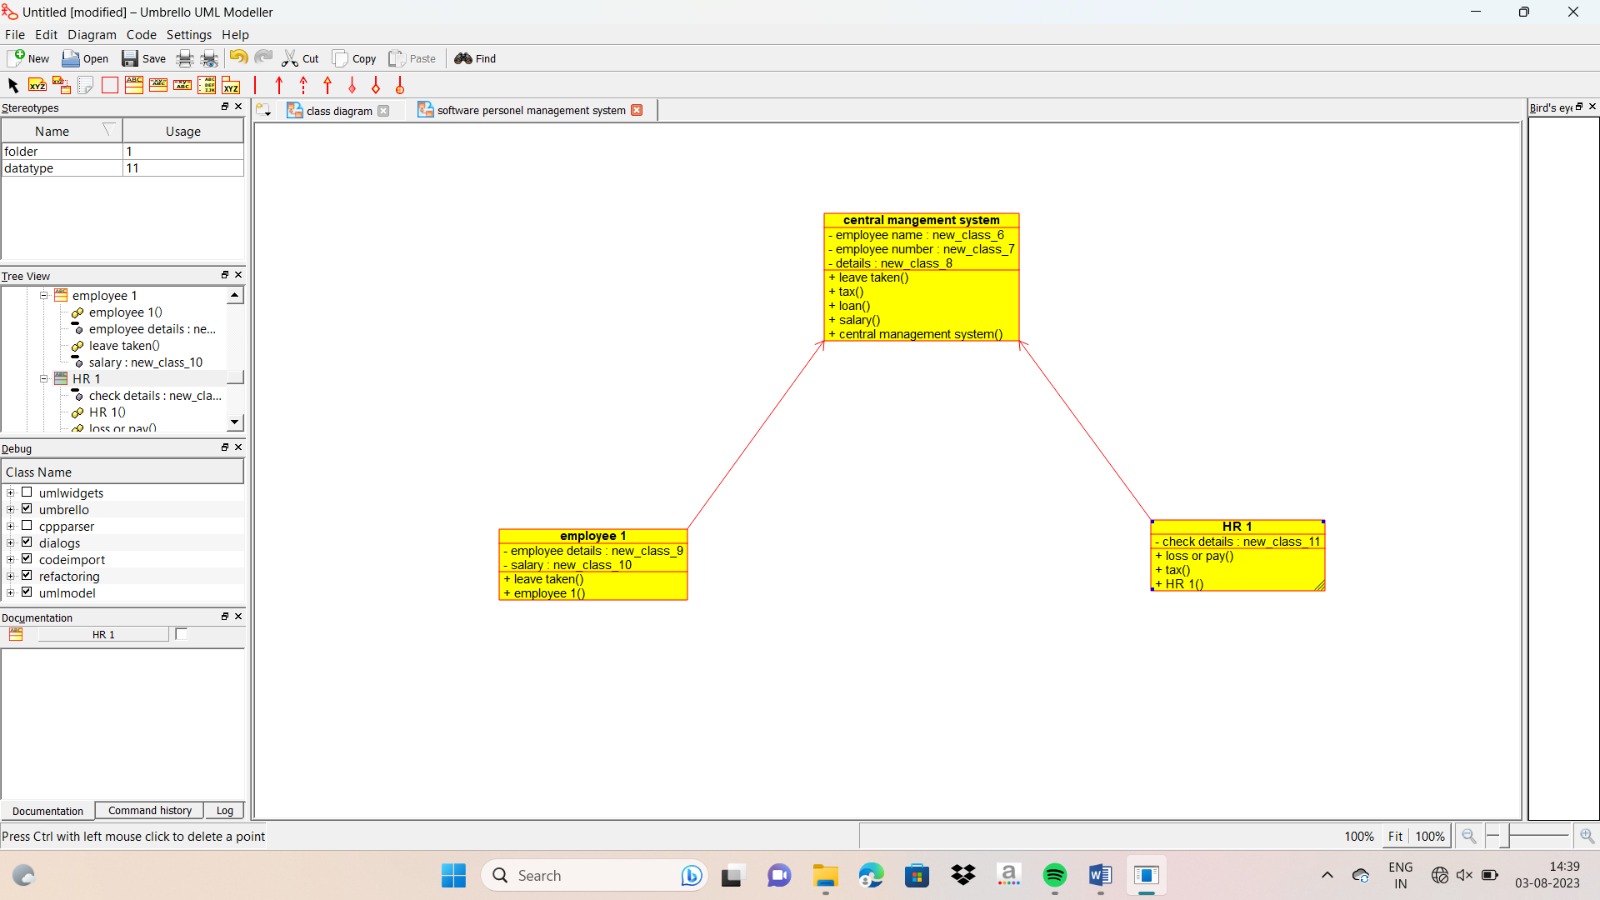 Untitled [modified] – Umbrello UML Modeller
File Edit Diagram Code Settings Help
New Open Save Cut Copy Paste Find
Stereotypes
Name Usage
folder 1
datatype 11
Tree View
employee 1
employee 1()
employee details : ne...
leave taken()
salary : new_class_10
HR 1
check details : new_cla...
HR 1()
loss or pay()
Debug
Class Name
umlwidgets
umbrello
cppparser
dialogs
codeimport
refactoring
umlmodel
Documentation
HR 1
Documentation Command history Log
class diagram software personel management system
Bird's eye
central mangement system
- employee name : new_class_6
- employee number : new_class_7
- details : new_class_8
+ leave taken()
+ tax()
+ loan()
+ salary()
+ central management system()
employee 1
- employee details : new_class_9
- salary : new_class_10
+ leave taken()
+ employee 1()
HR 1
- check details : new_class_11
+ loss or pay()
+ tax()
+ HR 1()
Press Ctrl with left mouse click to delete a point
100% Fit 100%
Search
ENG
IN
14:39
03-08-2023